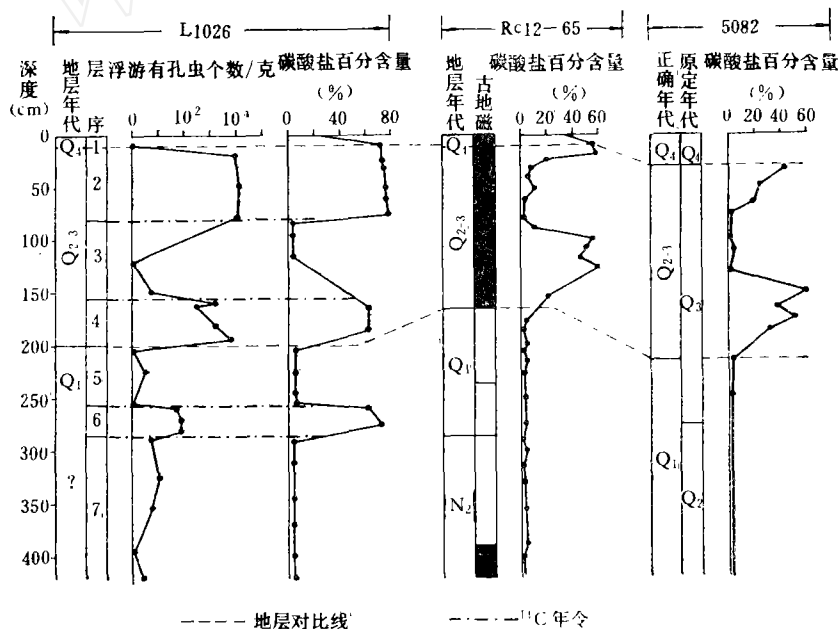 L1026
Rc12-65
5082
深度
(cm)
地层年代
层序
浮游有孔虫个数/克
0 10² 10⁴
碳酸盐百分含量
(%)
0 40 80
地层年代
古地磁
碳酸盐百分含量
(%)
0 20 40 60
正确年代
原定年代
碳酸盐百分含量
(%)
0 20 40 60
0
50
100
150
200
250
300
350
400
Q₄
Q₂₋₃
Q₁
?
1
2
3
4
5
6
7
Q₄
Q₂₋₃
Q₁
N₂
Q₄
Q₂₋₃
Q₁
Q₄
Q₃
Q₂
---- 地层对比线
—·—·— ¹⁴C 年令